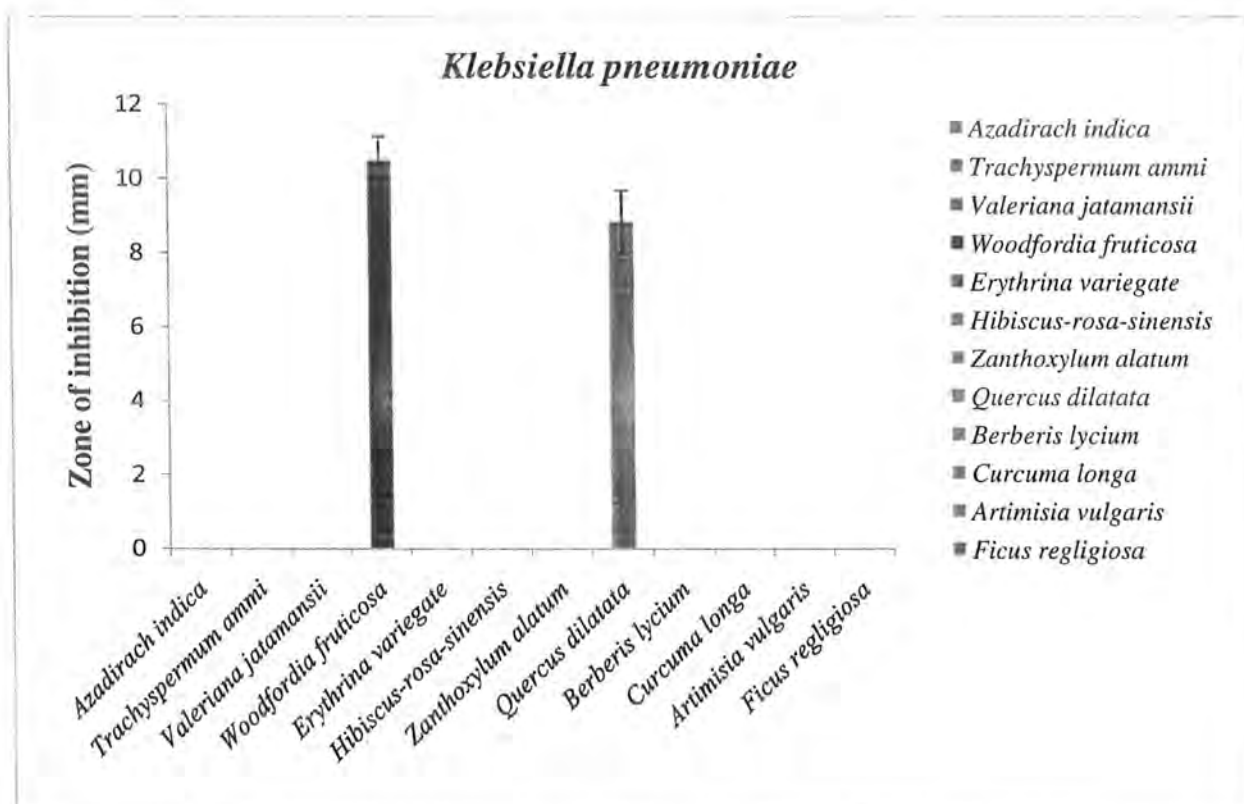 Klebsiella pneumoniae
12
10
8
6
4
2
0
Zone of inhibition (mm)
Azadirach indica
Trachyspermum ammi
Valeriana jatamansii
Woodfordia fruticosa
Erythrina variegate
Hibiscus-rosa-sinensis
Zanthoxylum alatum
Quercus dilatata
Berberis lycium
Curcuma longa
Artimisia vulgaris
Ficus regligiosa
Azadirach indica
Trachyspermum ammi
Valeriana jatamansii
Woodfordia fruticosa
Erythrina variegate
Hibiscus-rosa-sinensis
Zanthoxylum alatum
Quercus dilatata
Berberis lycium
Curcuma longa
Artimisia vulgaris
Ficus regligiosa